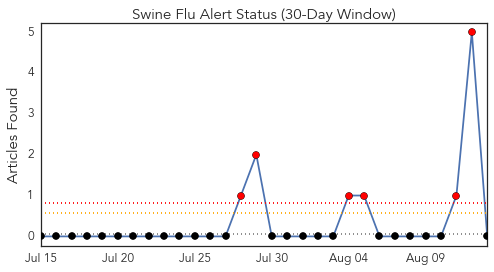 Swine Flu Alert Status (30-Day Window)
Articles Found
5
4
3
2
1
0
Jul 15
Jul 20
Jul 25
Jul 30
Aug 04
Aug 09